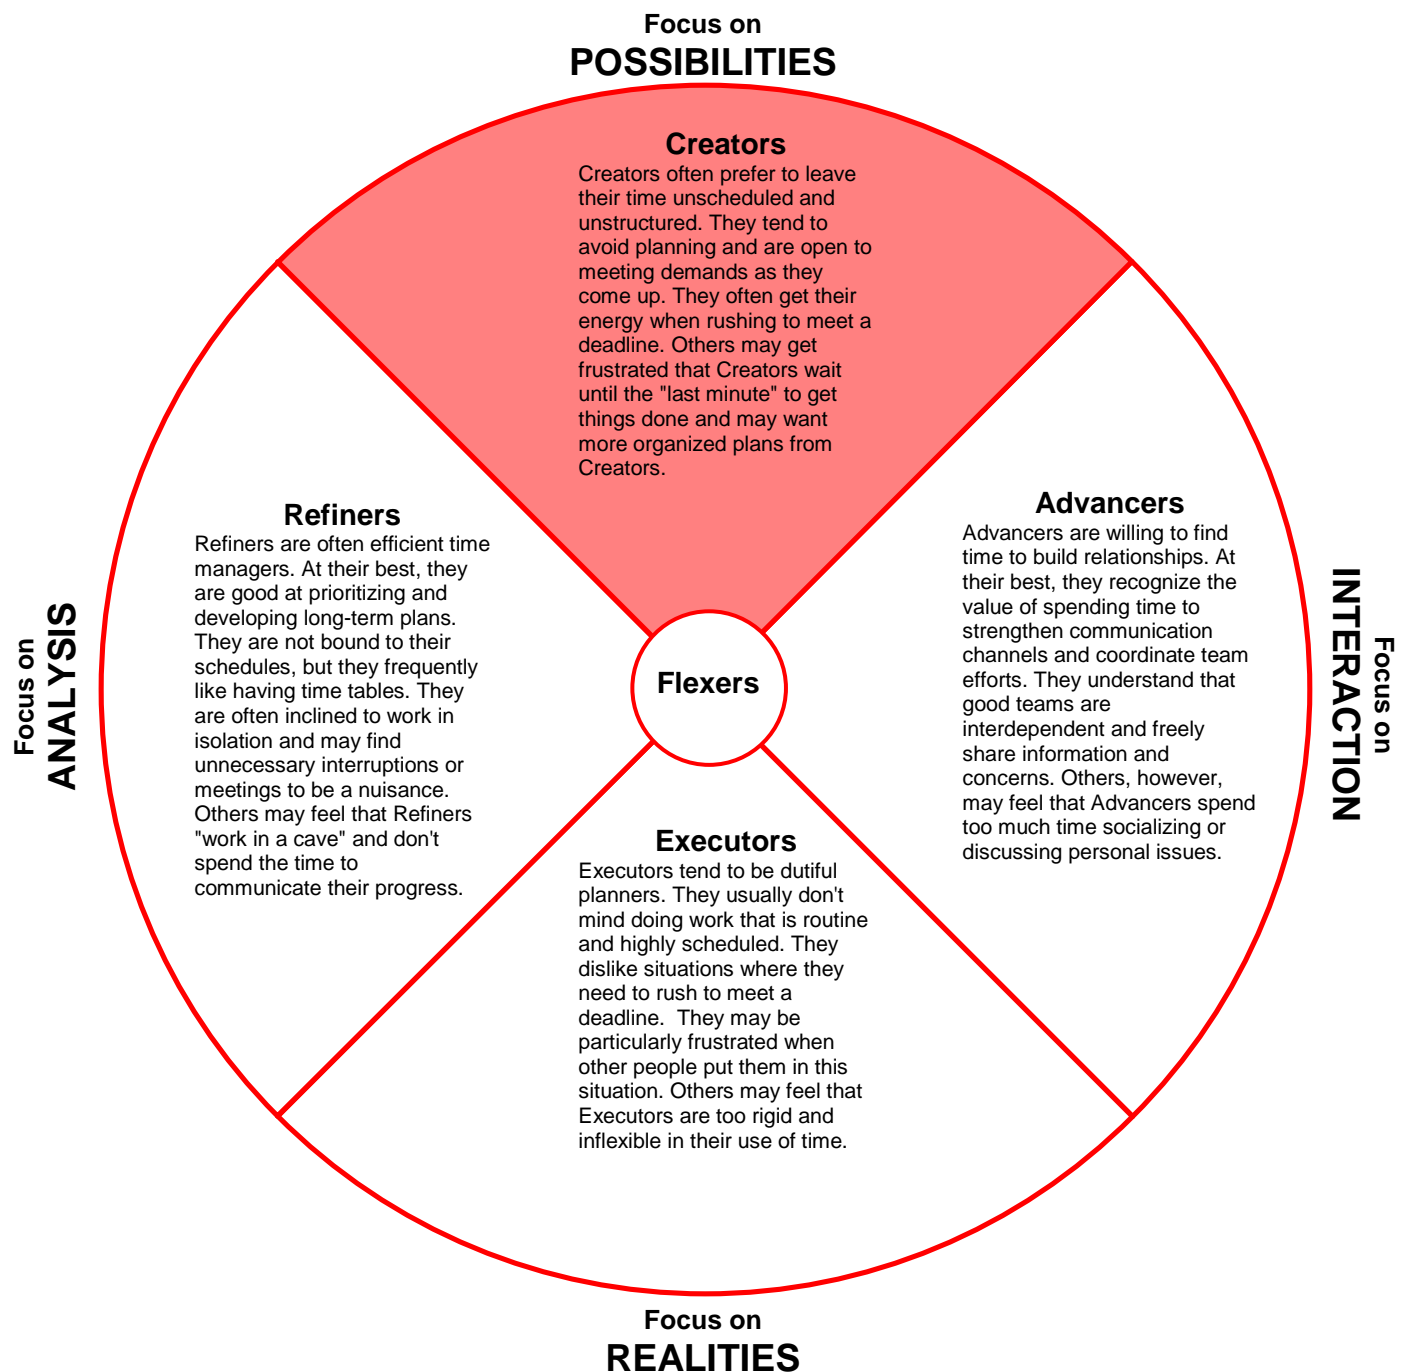 Focus on
POSSIBILITIES
Creators
Creators often prefer to leave
their time unscheduled and
unstructured. They tend to
avoid planning and are open to
meeting demands as they
come up. They often get their
energy when rushing to meet a
deadline. Others may get
frustrated that Creators wait
until the "last minute" to get
things done and may want
more organized plans from
Creators.
Focus on
ANALYSIS
Refiners
Refiners are often efficient time
managers. At their best, they
are good at prioritizing and
developing long-term plans.
They are not bound to their
schedules, but they frequently
like having time tables. They
are often inclined to work in
isolation and may find
unnecessary interruptions or
meetings to be a nuisance.
Others may feel that Refiners
"work in a cave" and don't
spend the time to
communicate their progress.
Flexers
Advancers
Advancers are willing to find
time to build relationships. At
their best, they recognize the
value of spending time to
strengthen communication
channels and coordinate team
efforts. They understand that
good teams are
interdependent and freely
share information and
concerns. Others, however,
may feel that Advancers spend
too much time socializing or
discussing personal issues.
Focus on
INTERACTION
Executors
Executors tend to be dutiful
planners. They usually don't
mind doing work that is routine
and highly scheduled. They
dislike situations where they
need to rush to meet a
deadline.  They may be
particularly frustrated when
other people put them in this
situation. Others may feel that
Executors are too rigid and
inflexible in their use of time.
Focus on
REALITIES